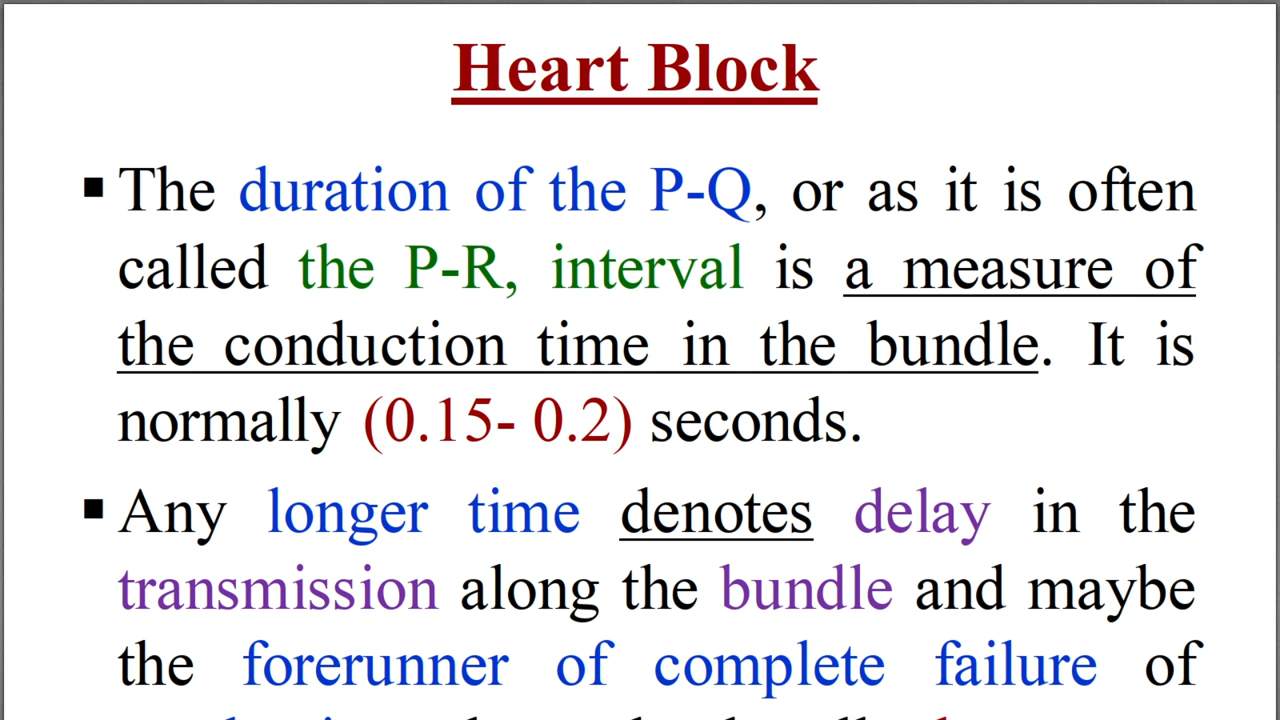 Heart Block
▪ The duration of the P-Q, or as it is often
called the P-R, interval is a measure of
the conduction time in the bundle. It is
normally (0.15- 0.2) seconds.
▪ Any longer time denotes delay in the
transmission along the bundle and maybe
the forerunner of complete failure of